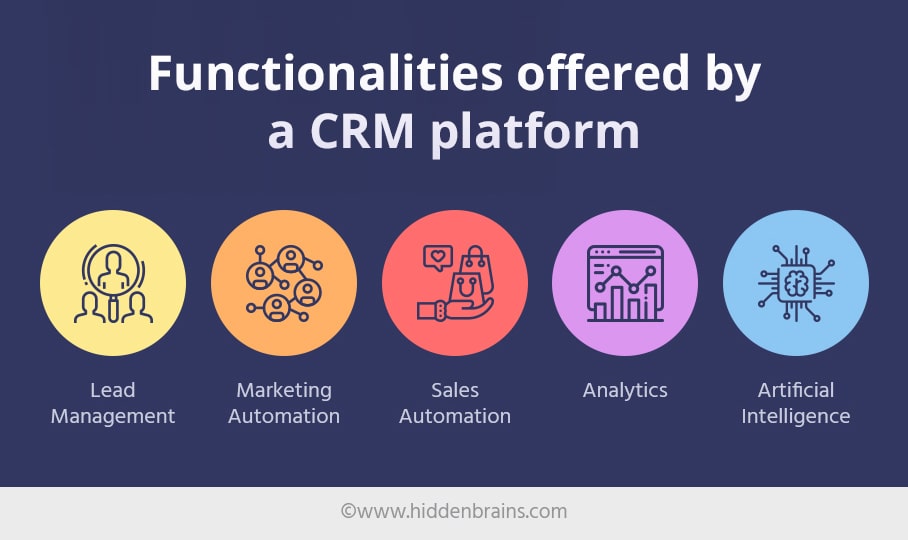 Functionalities offered by
a CRM platform
Lead
Management
Marketing
Automation
Sales
Automation
Analytics
Artificial
Intelligence
©www.hiddenbrains.com